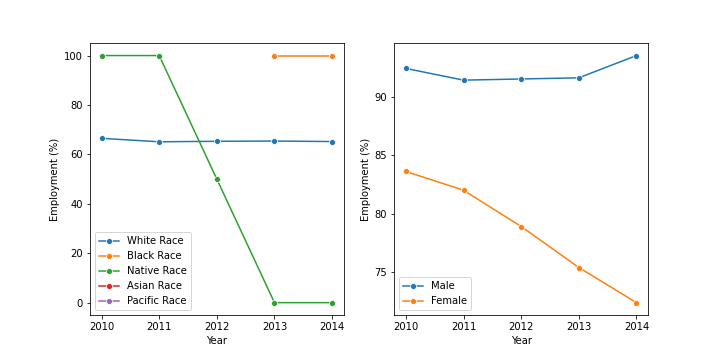 100
80
60
40
20
0
Employment (%)
White Race
Black Race
Native Race
Asian Race
Pacific Race
2010 2011 2012 2013 2014
Year
90
85
80
75
Employment (%)
Male
Female
2010 2011 2012 2013 2014
Year